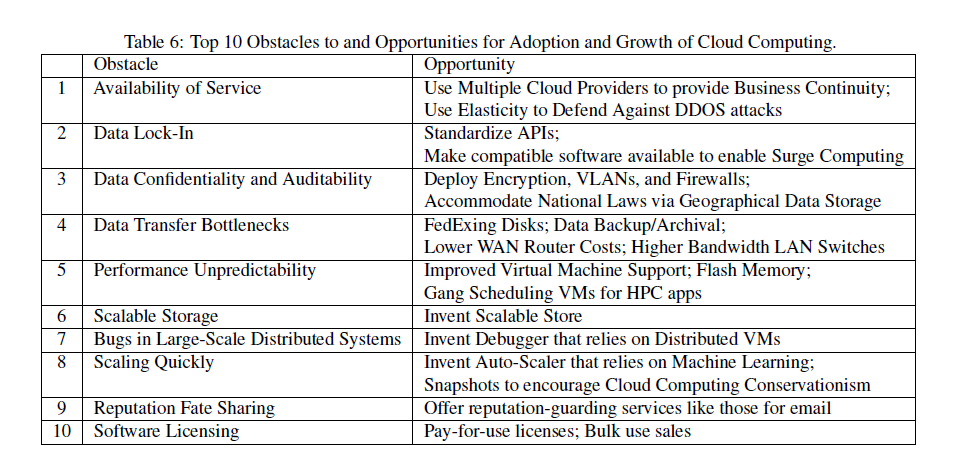 Table 6: Top 10 Obstacles to and Opportunities for Adoption and Growth of Cloud Computing.
Obstacle Opportunity
1 Availability of Service Use Multiple Cloud Providers to provide Business Continuity;
Use Elasticity to Defend Against DDOS attacks
2 Data Lock-In Standardize APIs;
Make compatible software available to enable Surge Computing
3 Data Confidentiality and Auditability Deploy Encryption, VLANs, and Firewalls;
Accommodate National Laws via Geographical Data Storage
4 Data Transfer Bottlenecks FedExing Disks; Data Backup/Archival;
Lower WAN Router Costs; Higher Bandwidth LAN Switches
5 Performance Unpredictability Improved Virtual Machine Support; Flash Memory;
Gang Scheduling VMs for HPC apps
6 Scalable Storage Invent Scalable Store
7 Bugs in Large-Scale Distributed Systems Invent Debugger that relies on Distributed VMs
8 Scaling Quickly Invent Auto-Scaler that relies on Machine Learning;
Snapshots to encourage Cloud Computing Conservationism
9 Reputation Fate Sharing Offer reputation-guarding services like those for email
10 Software Licensing Pay-for-use licenses; Bulk use sales